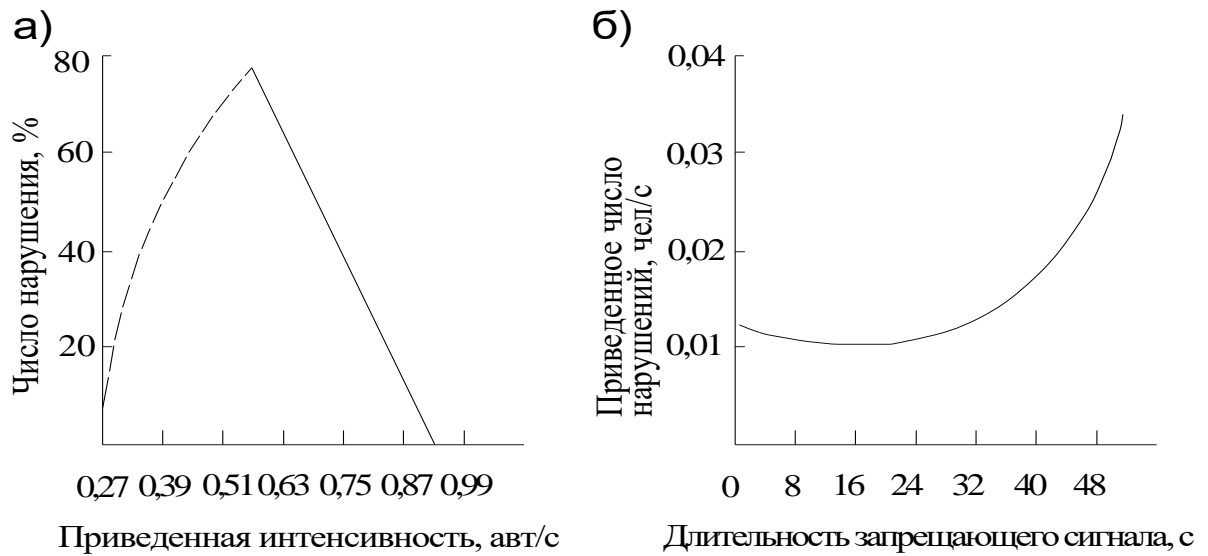 а)
80
60
40
20
Число нарушения, %
0,27 0,39 0,51 0,63 0,75 0,87 0,99
Приведенная интенсивность, авт/с
б)
0,04
0,03
0,02
0,01
Приведенное число
нарушений, чел/с
0 8 16 24 32 40 48
Длительность запрещающего сигнала, с